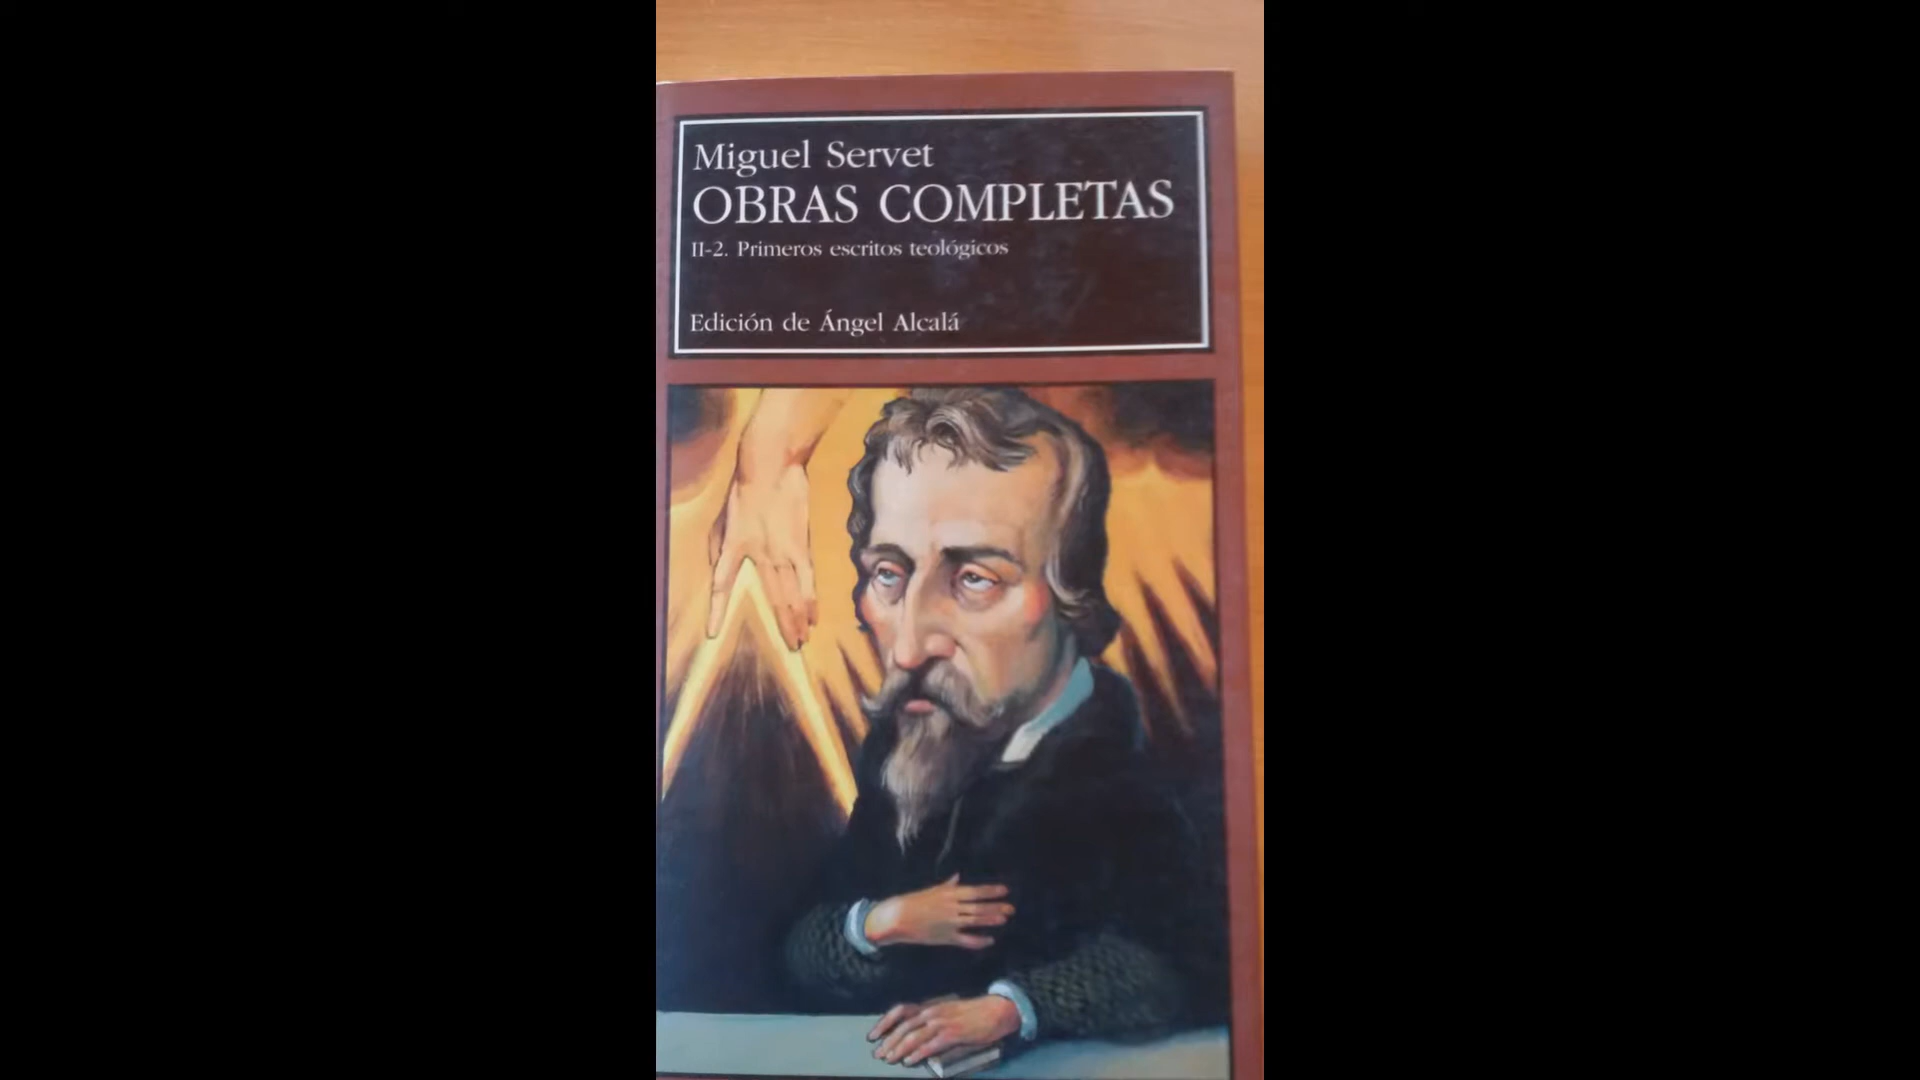 Miguel Servet
OBRAS COMPLETAS
II-2. Primeros escritos teológicos
Edición de Ángel Alcalá